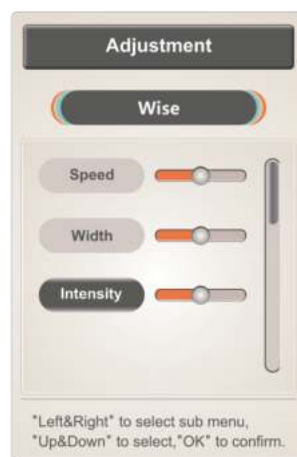 Adjustment
Wise
Speed
Width
Intensity
"Left&Right" to select sub menu,
"Up&Down" to select,"OK" to confirm.